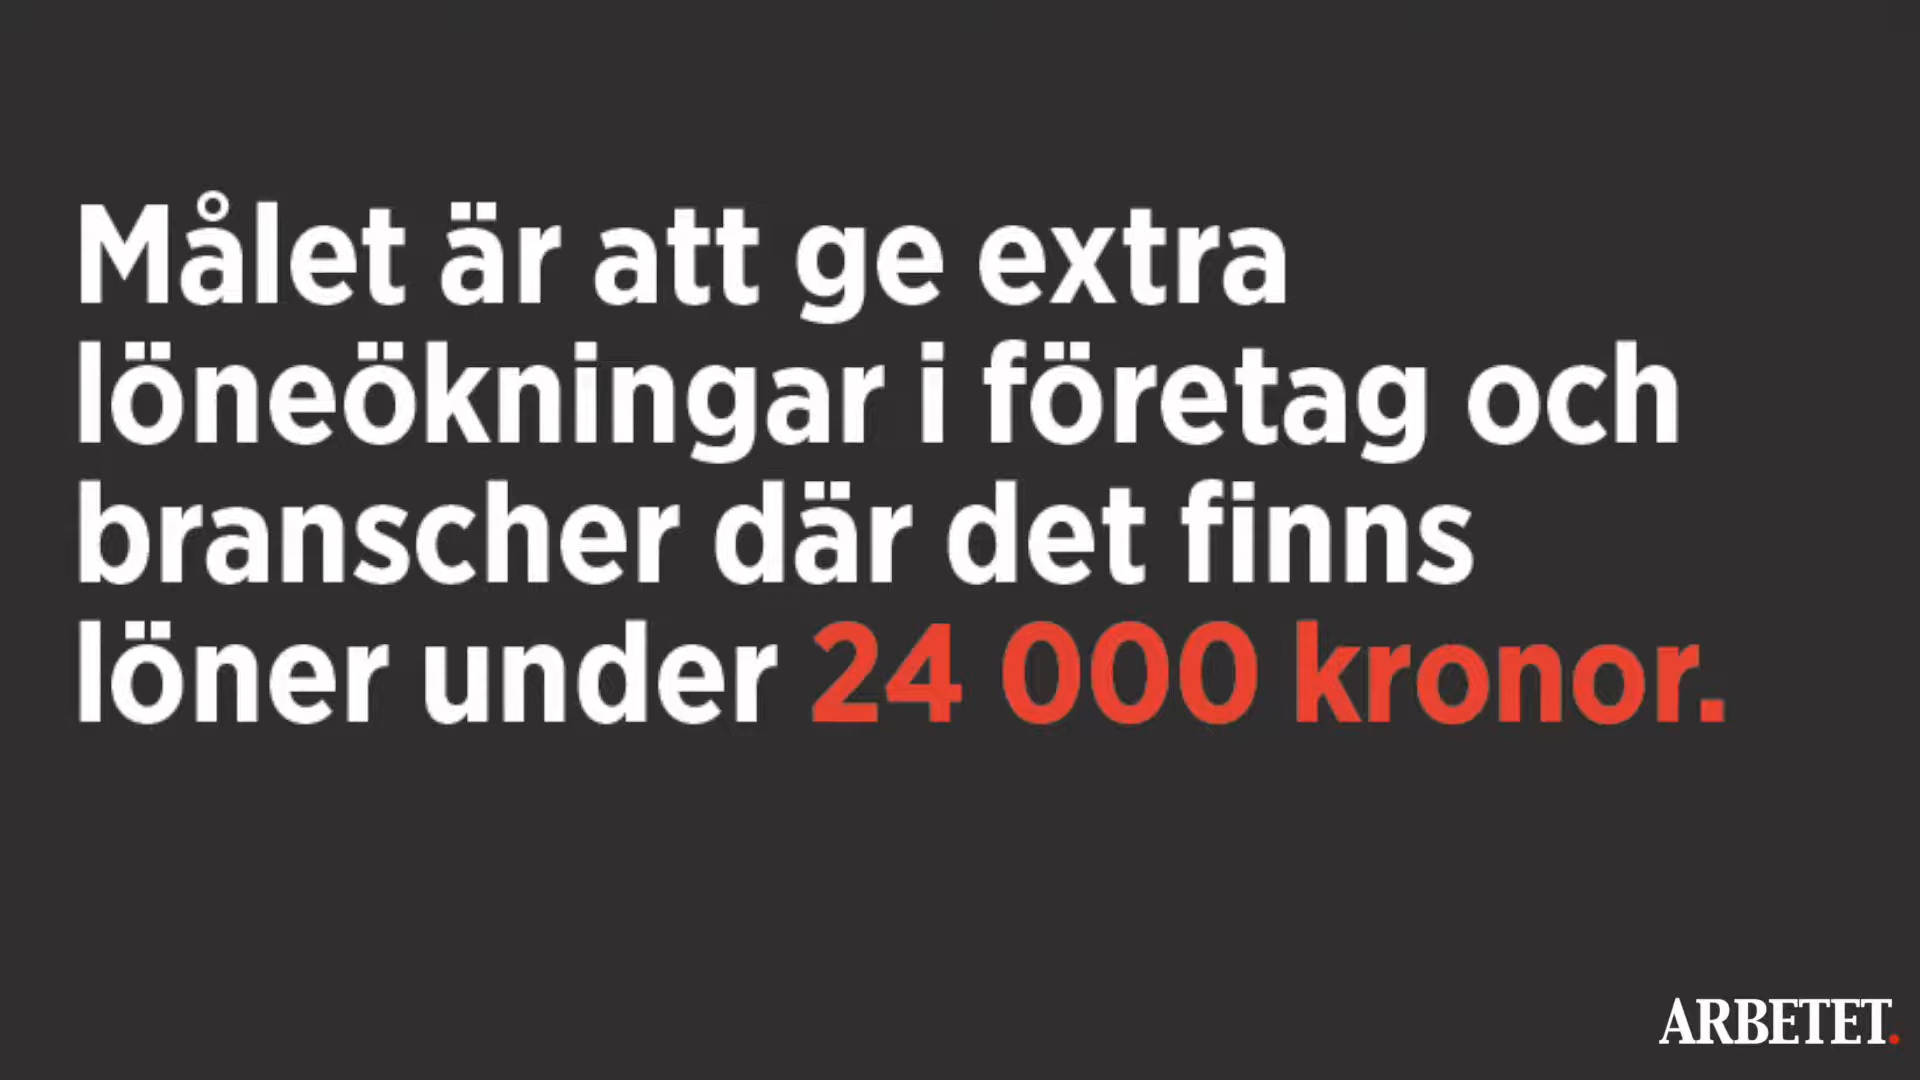 Målet är att ge extra
löneökningar i företag och
branscher där det finns
löner under 24 000 kronor.
ARBETET.